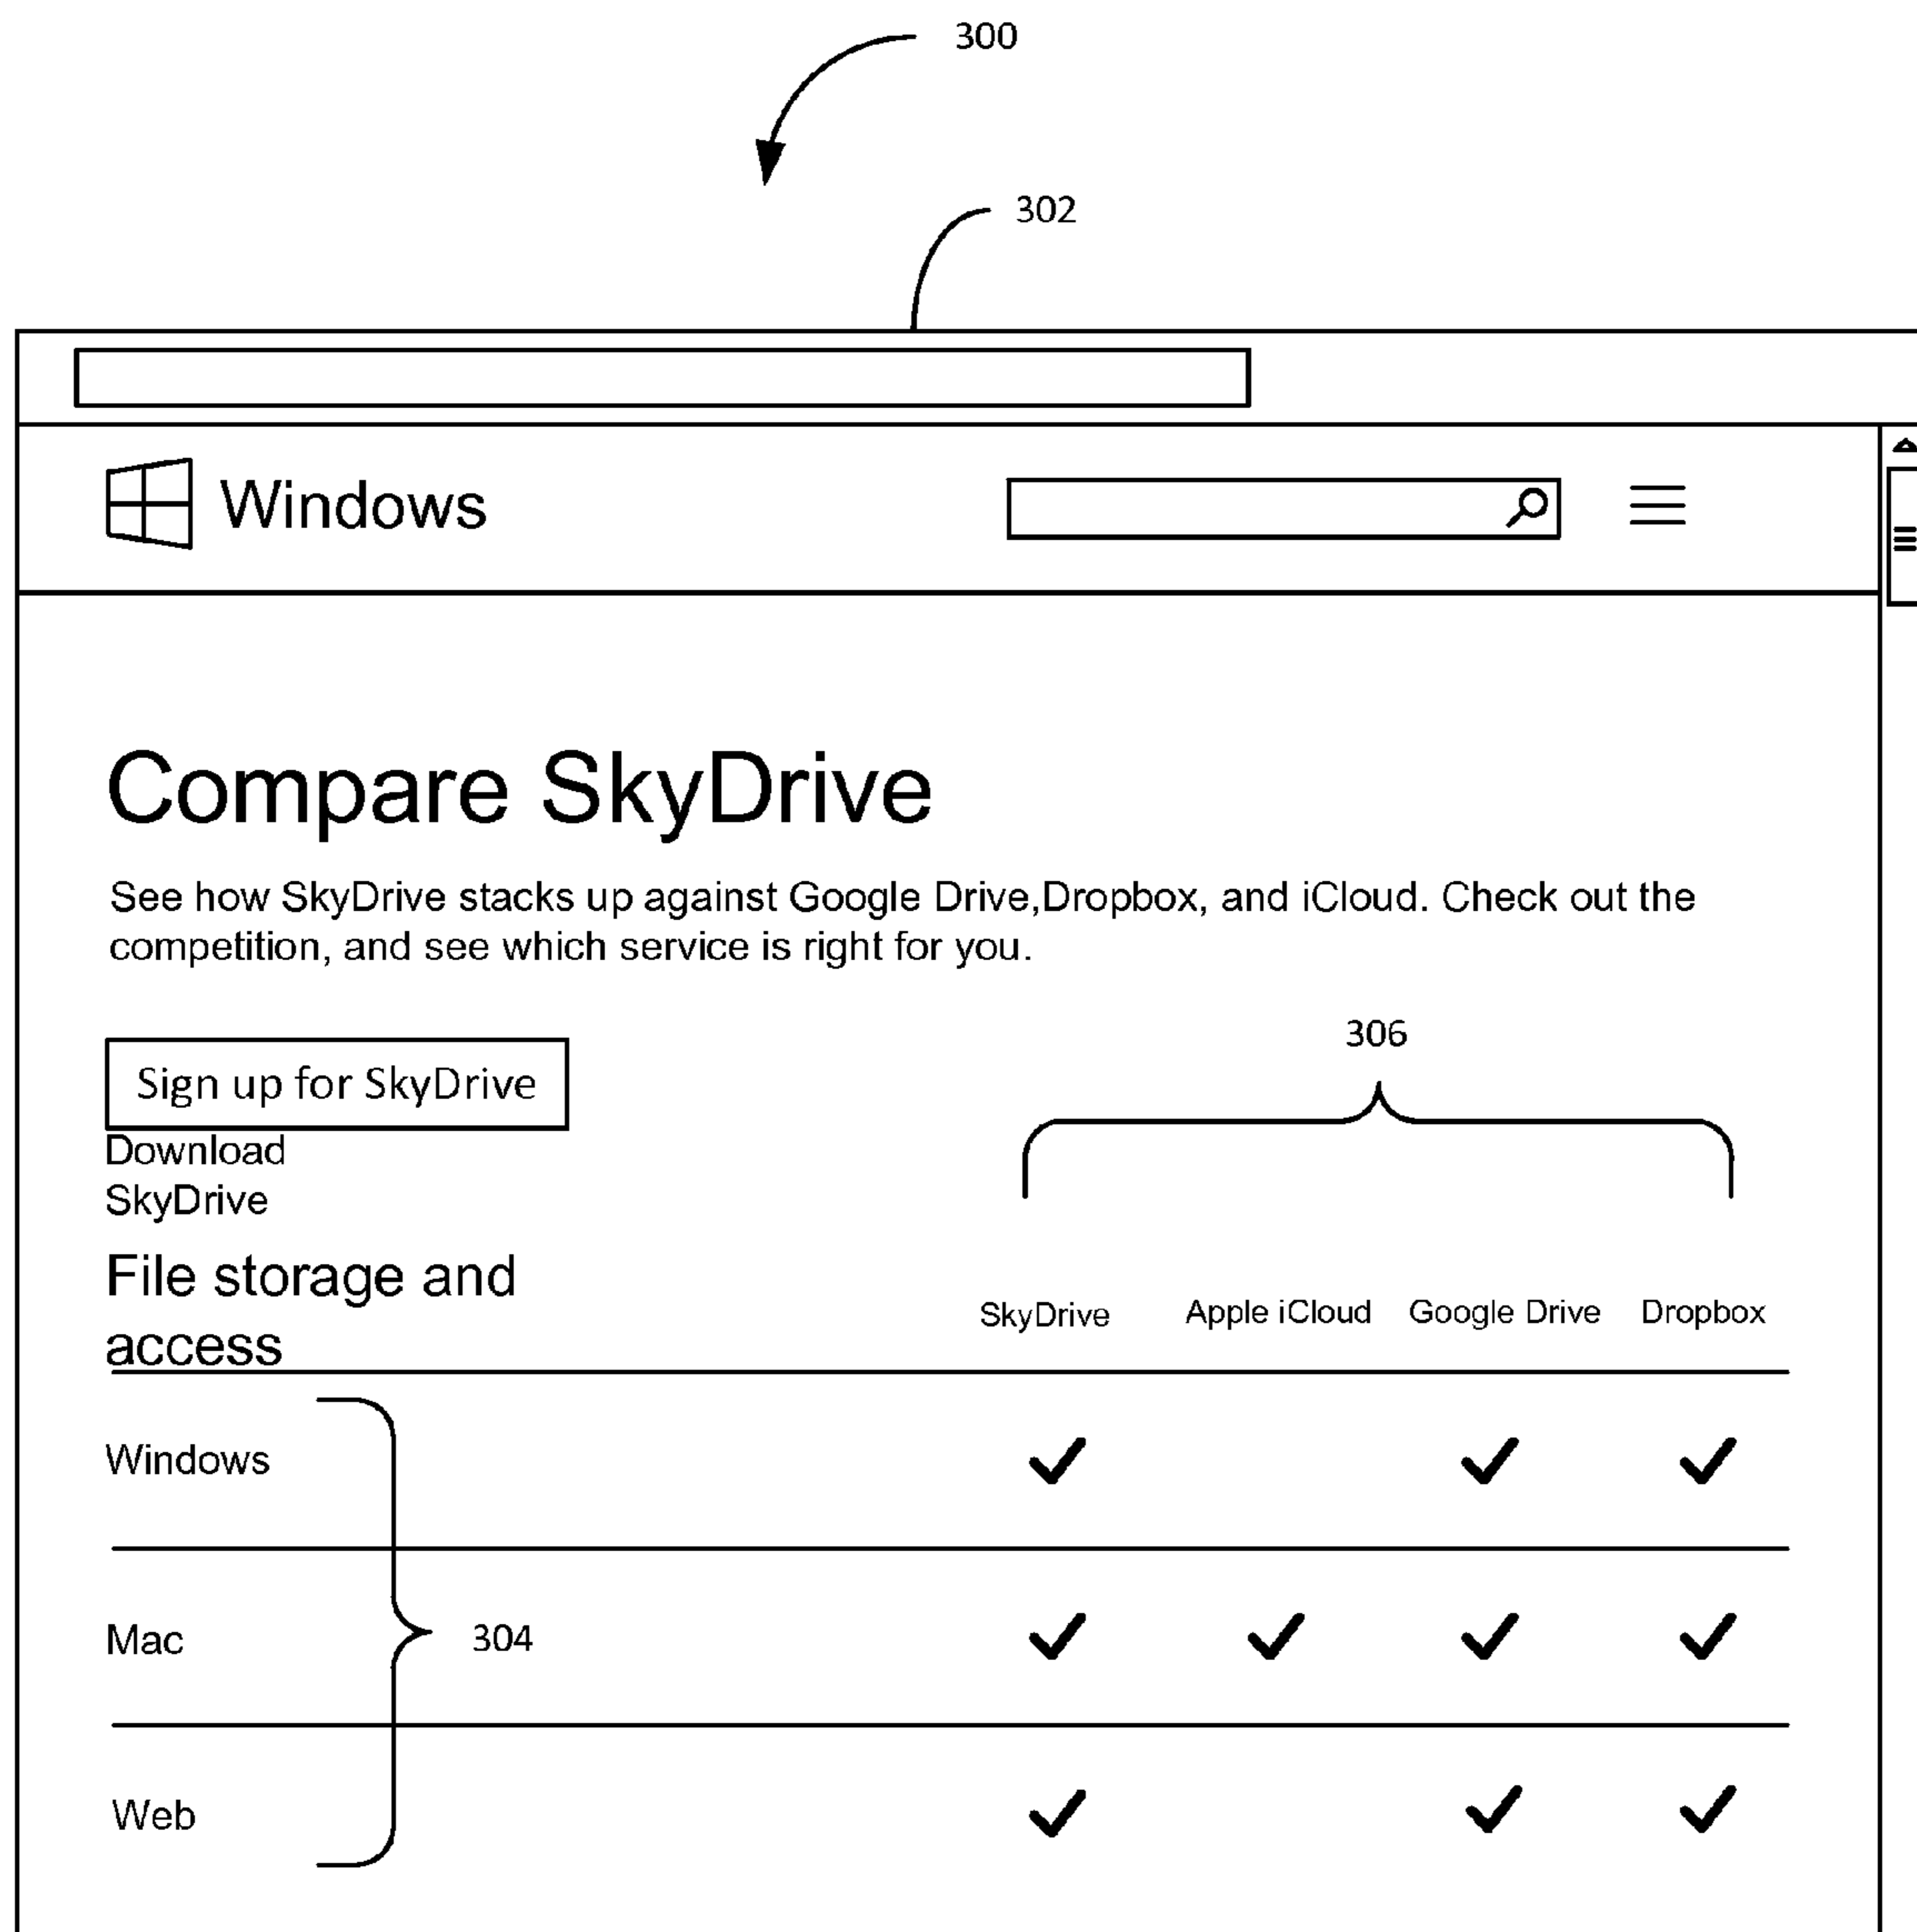 300
302
Windows
Compare SkyDrive
See how SkyDrive stacks up against Google Drive,Dropbox, and iCloud. Check out the
competition, and see which service is right for you.
306
Sign up for SkyDrive
Download
SkyDrive
File storage and
access
SkyDrive Apple iCloud Google Drive Dropbox
Windows
Mac
304
Web